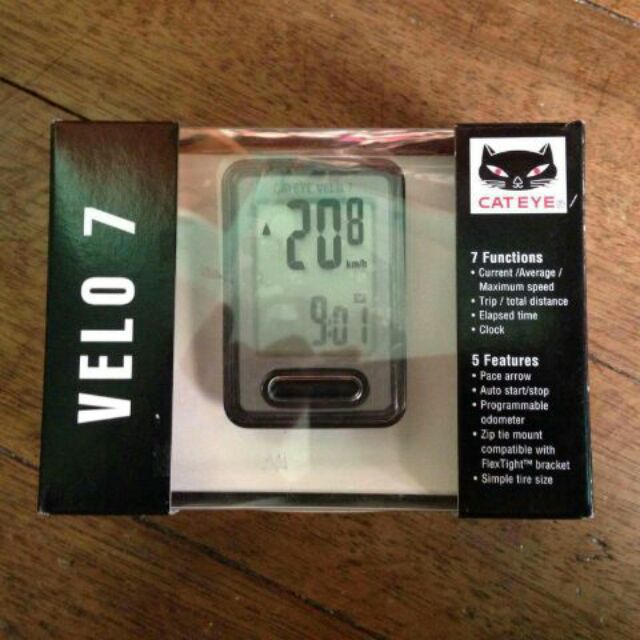 VELO 7
CATEYE VELO 7
208
km/h
9:01
CATEYE®
7 Functions
• Current / Average /
Maximum speed
• Trip / total distance
• Elapsed time
• Clock
5 Features
• Pace arrow
• Auto start/stop
• Programmable
odometer
• Zip tie mount
compatible with
FlexTight™ bracket
• Simple tire size